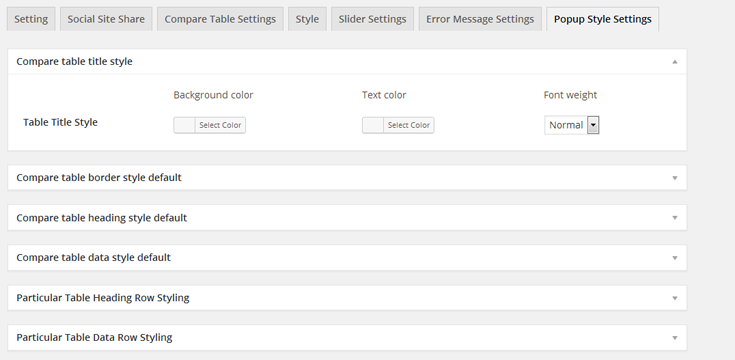 Setting Social Site Share Compare Table Settings Style Slider Settings Error Message Settings Popup Style Settings
Compare table title style
Background color Text color Font weight
Table Title Style Select Color Select Color Normal
Compare table border style default
Compare table heading style default
Compare table data style default
Particular Table Heading Row Styling
Particular Table Data Row Styling